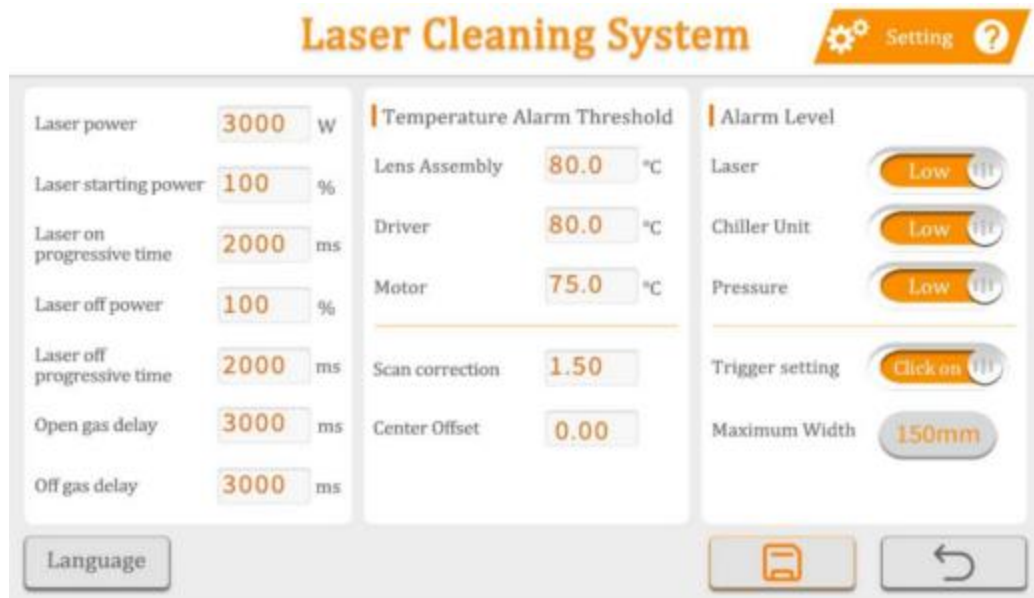 Laser Cleaning System
Setting ?
Laser power 3000 W
Laser starting power 100 %
Laser on
progressive time 2000 ms
Laser off power 100 %
Laser off
progressive time 2000 ms
Open gas delay 3000 ms
Off gas delay 3000 ms
Temperature Alarm Threshold
Lens Assembly 80.0 °C
Driver 80.0 °C
Motor 75.0 °C
Scan correction 1.50
Center Offset 0.00
Alarm Level
Laser Low
Chiller Unit Low
Pressure Low
Trigger setting Click on
Maximum Width 150mm
Language